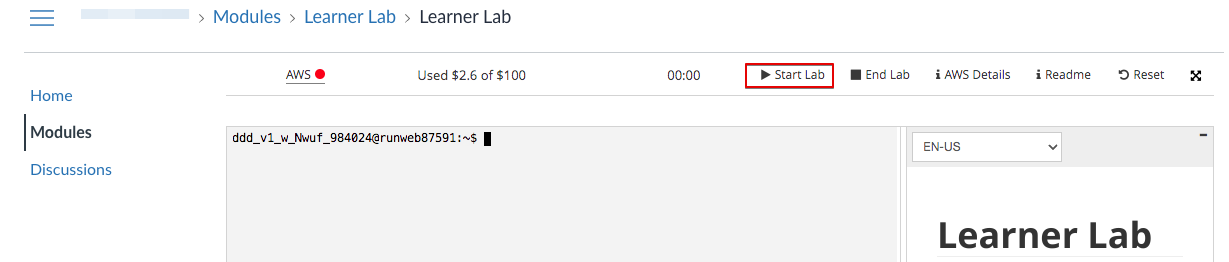 › Modules › Learner Lab › Learner Lab
AWS Used $2.6 of $100 00:00 Start Lab End Lab AWS Details Readme Reset
Home
Modules
Discussions
ddd_v1_w_Nwuf_984024@runweb87591:~$
EN-US
Learner Lab